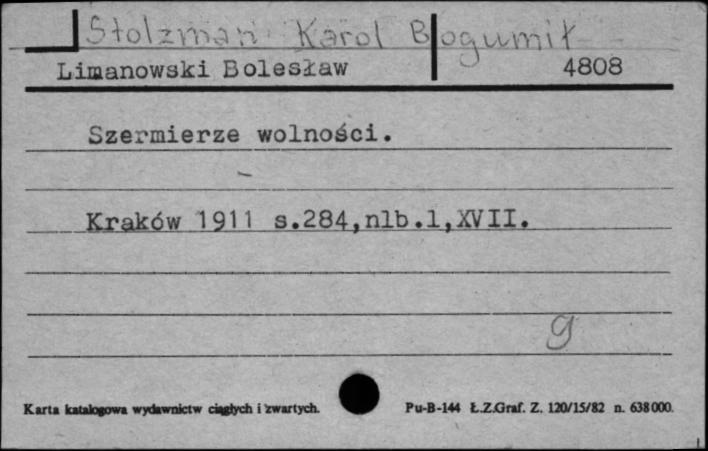 Stolzman Karol Bogumił
Limanowski Bolesław 4808
Szermierze wolności.
Kraków 1911 s.284,nlb.1,XVII.
g
Karta katalogowa wydawnictw ciągłych i zwartych. Pu-B-144 Ł.Z.Graf. Z. 120/15/82 n. 638000.